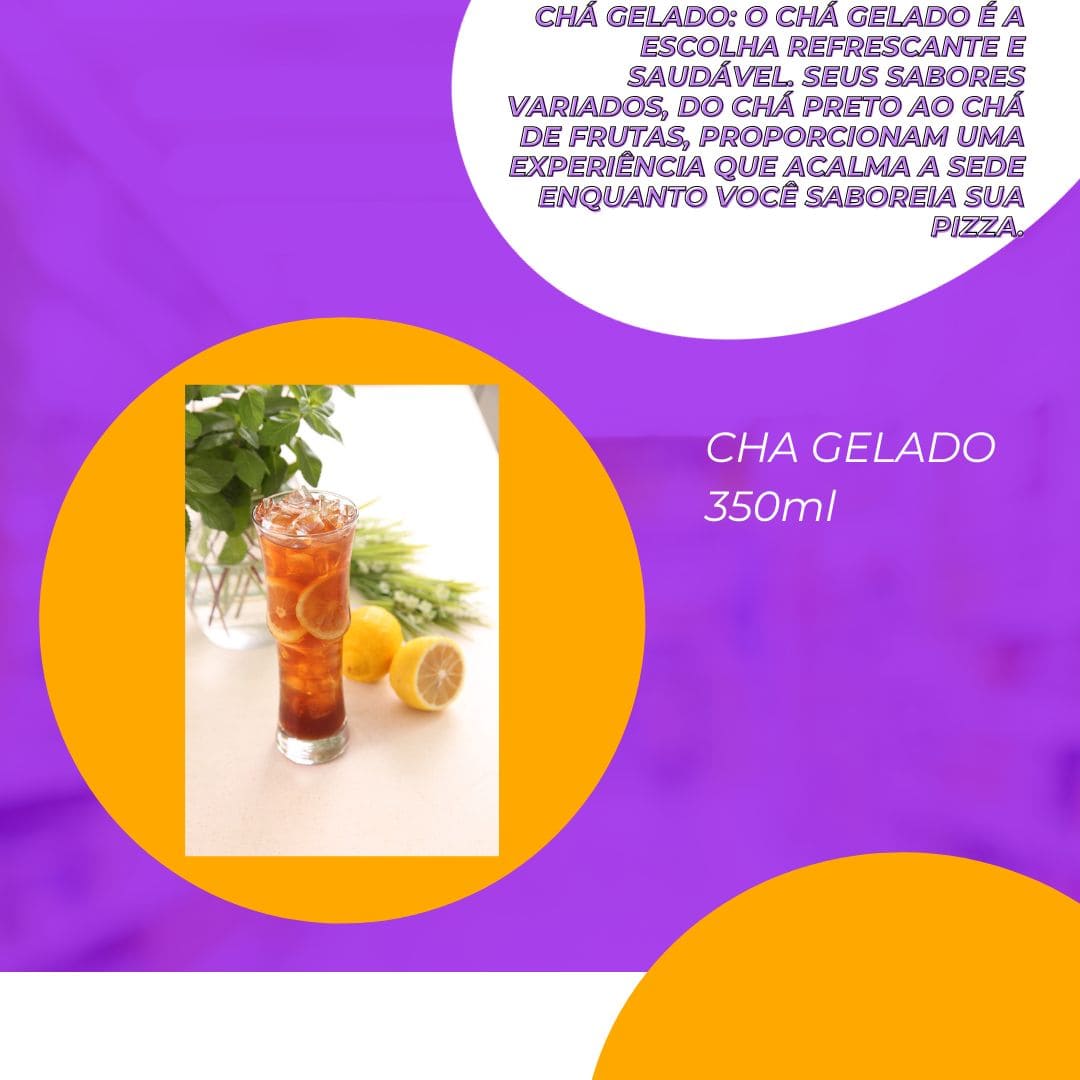 CHÁ GELADO: O CHÁ GELADO É A
ESCOLHA REFRESCANTE E
SAUDÁVEL. SEUS SABORES
VARIADOS, DO CHÁ PRETO AO CHÁ
DE FRUTAS, PROPORCIONAM UMA
EXPERIÊNCIA QUE ACALMA A SEDE
ENQUANTO VOCÊ SABOREIA SUA
PIZZA.
CHA GELADO
350ml